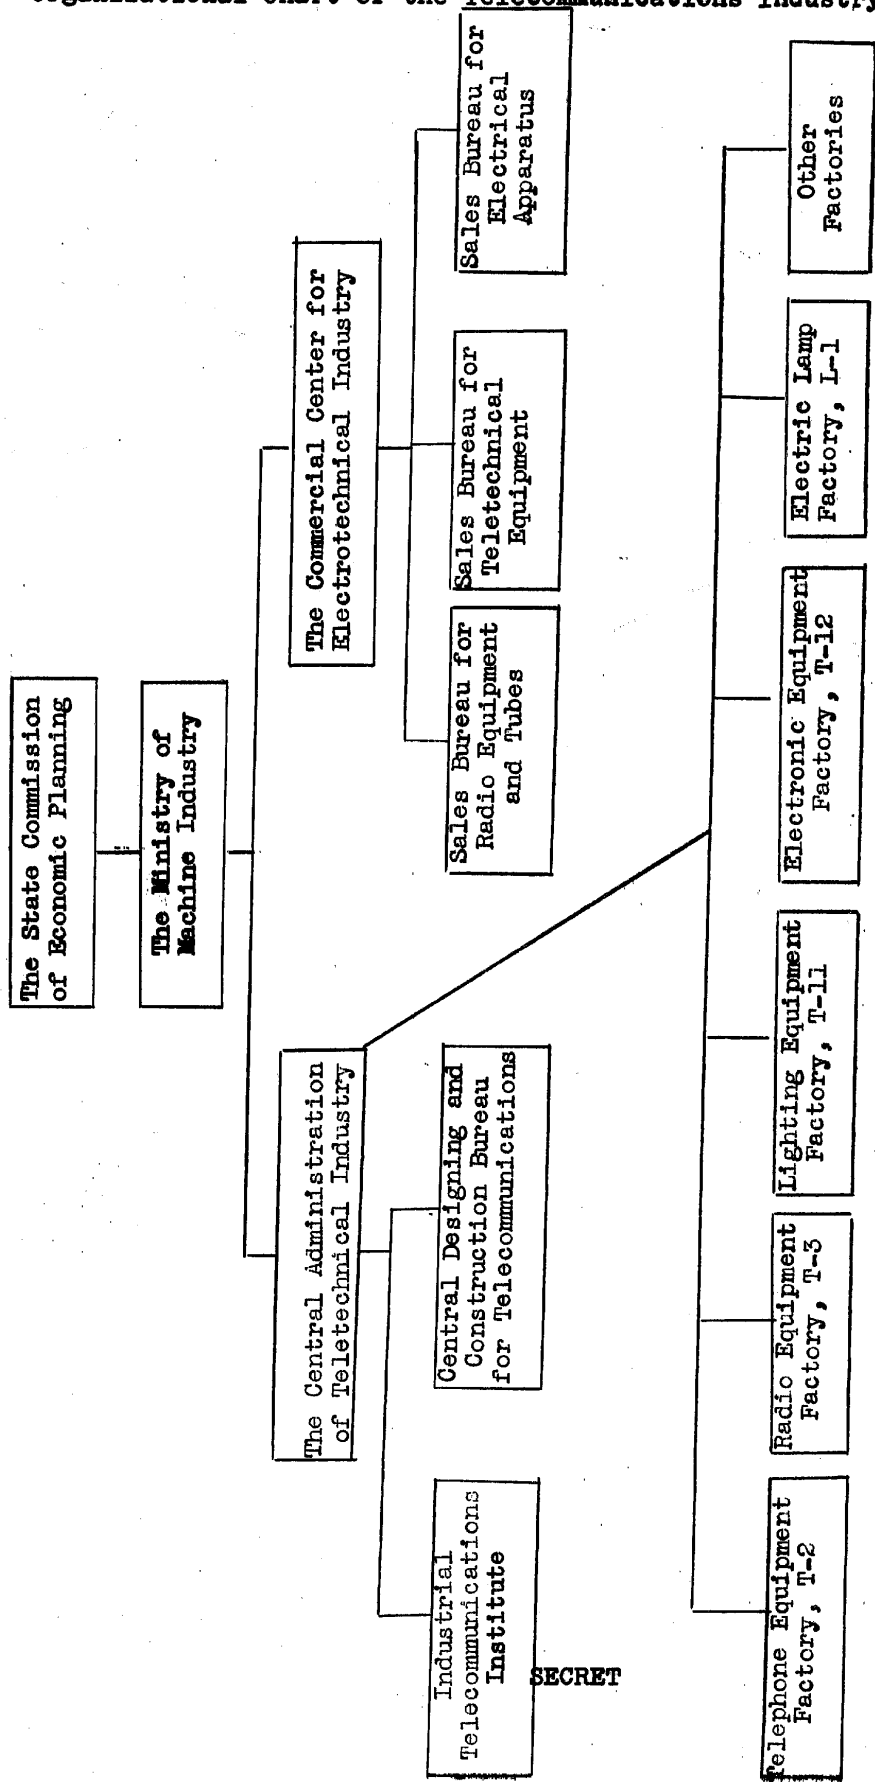 Organizational Chart of the Telecommunications Industry
The State Commission
of Economic Planning
The Ministry of
Machine Industry
The Central Administration
of Teletechnical Industry
The Commercial Center for
Electrotechnical Industry
Industrial
Telecommunications
Institute
Central Designing and
Construction Bureau
for Telecommunications
Sales Bureau for
Radio Equipment
and Tubes
Sales Bureau for
Teletechnical
Equipment
Sales Bureau for
Electrical
Apparatus
Telephone Equipment
Factory, T-2
Radio Equipment
Factory, T-3
Lighting Equipment
Factory, T-11
Electronic Equipment
Factory, T-12
Electric Lamp
Factory, L-1
Other
Factories
SECRET